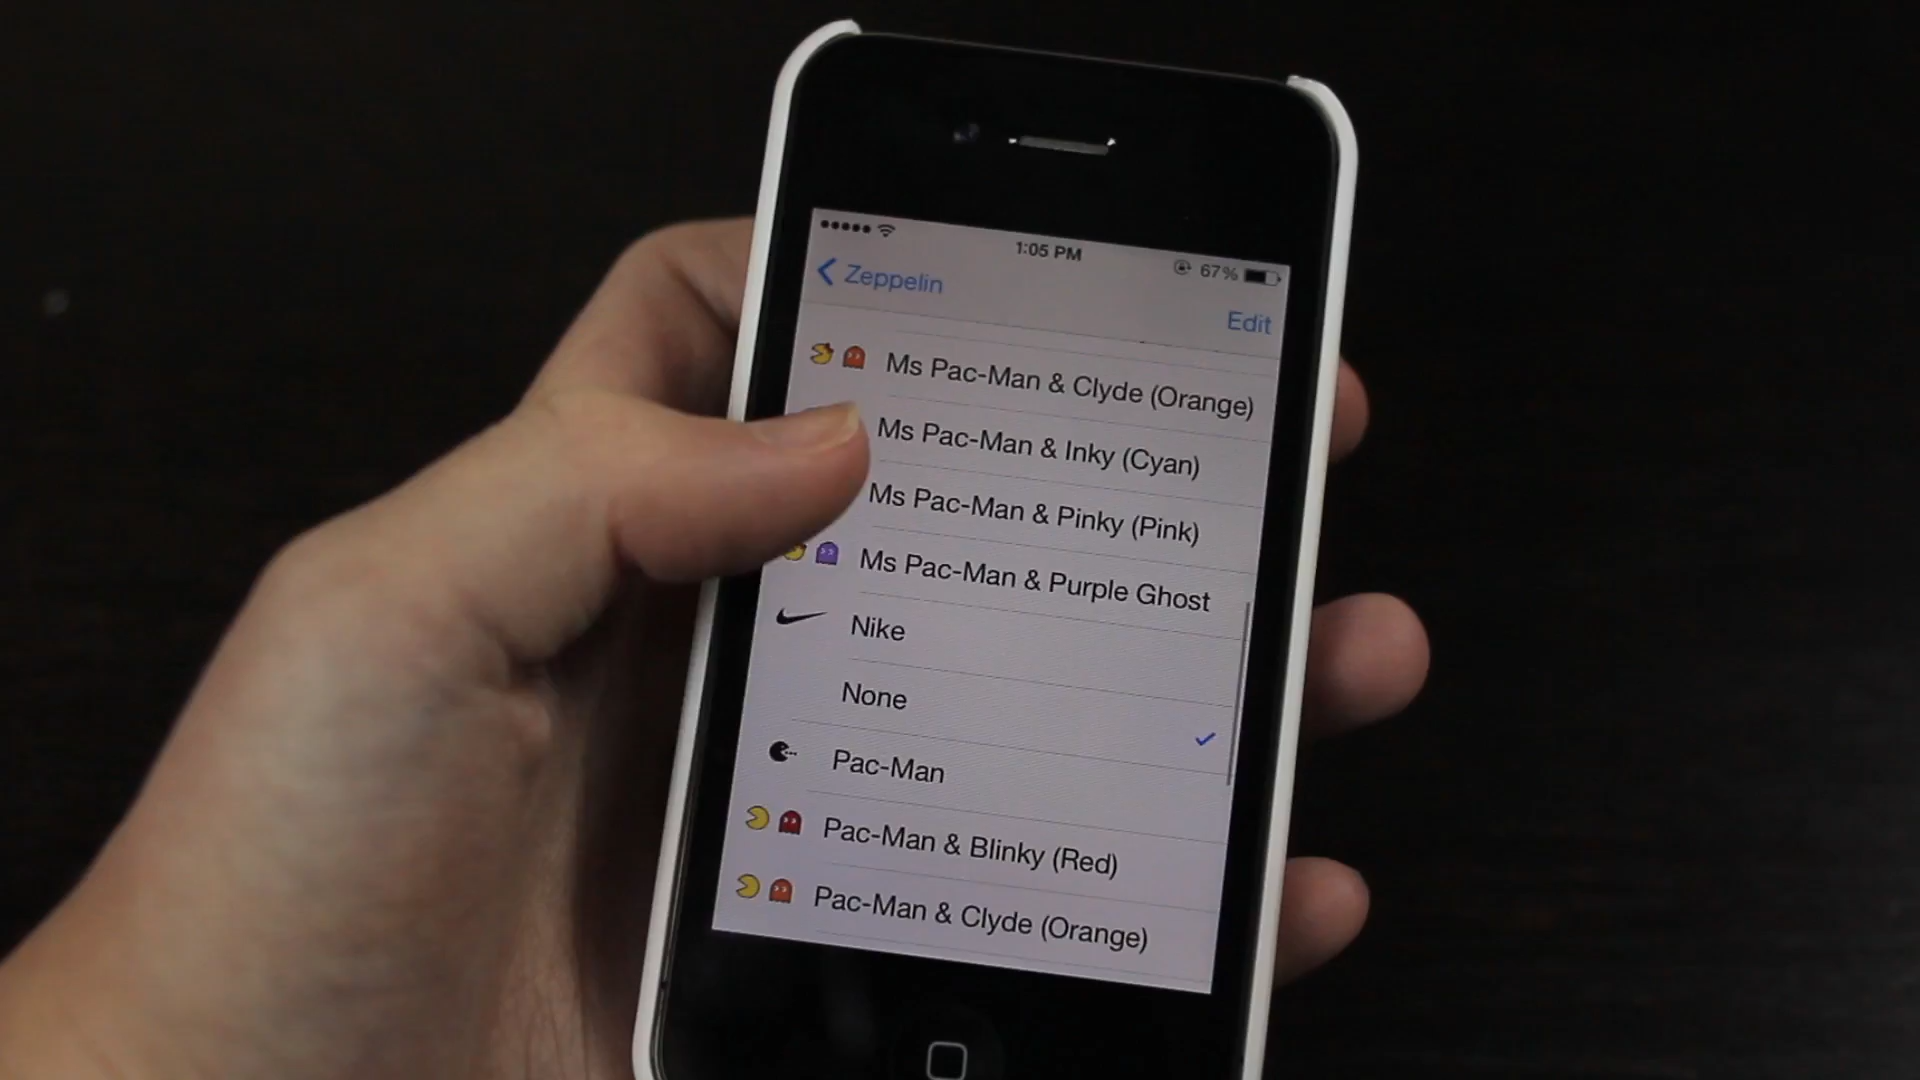 1:05 PM
67%
Zeppelin
Edit
Ms Pac-Man & Clyde (Orange)
Ms Pac-Man & Inky (Cyan)
Ms Pac-Man & Pinky (Pink)
Ms Pac-Man & Purple Ghost
Nike
None
Pac-Man
Pac-Man & Blinky (Red)
Pac-Man & Clyde (Orange)